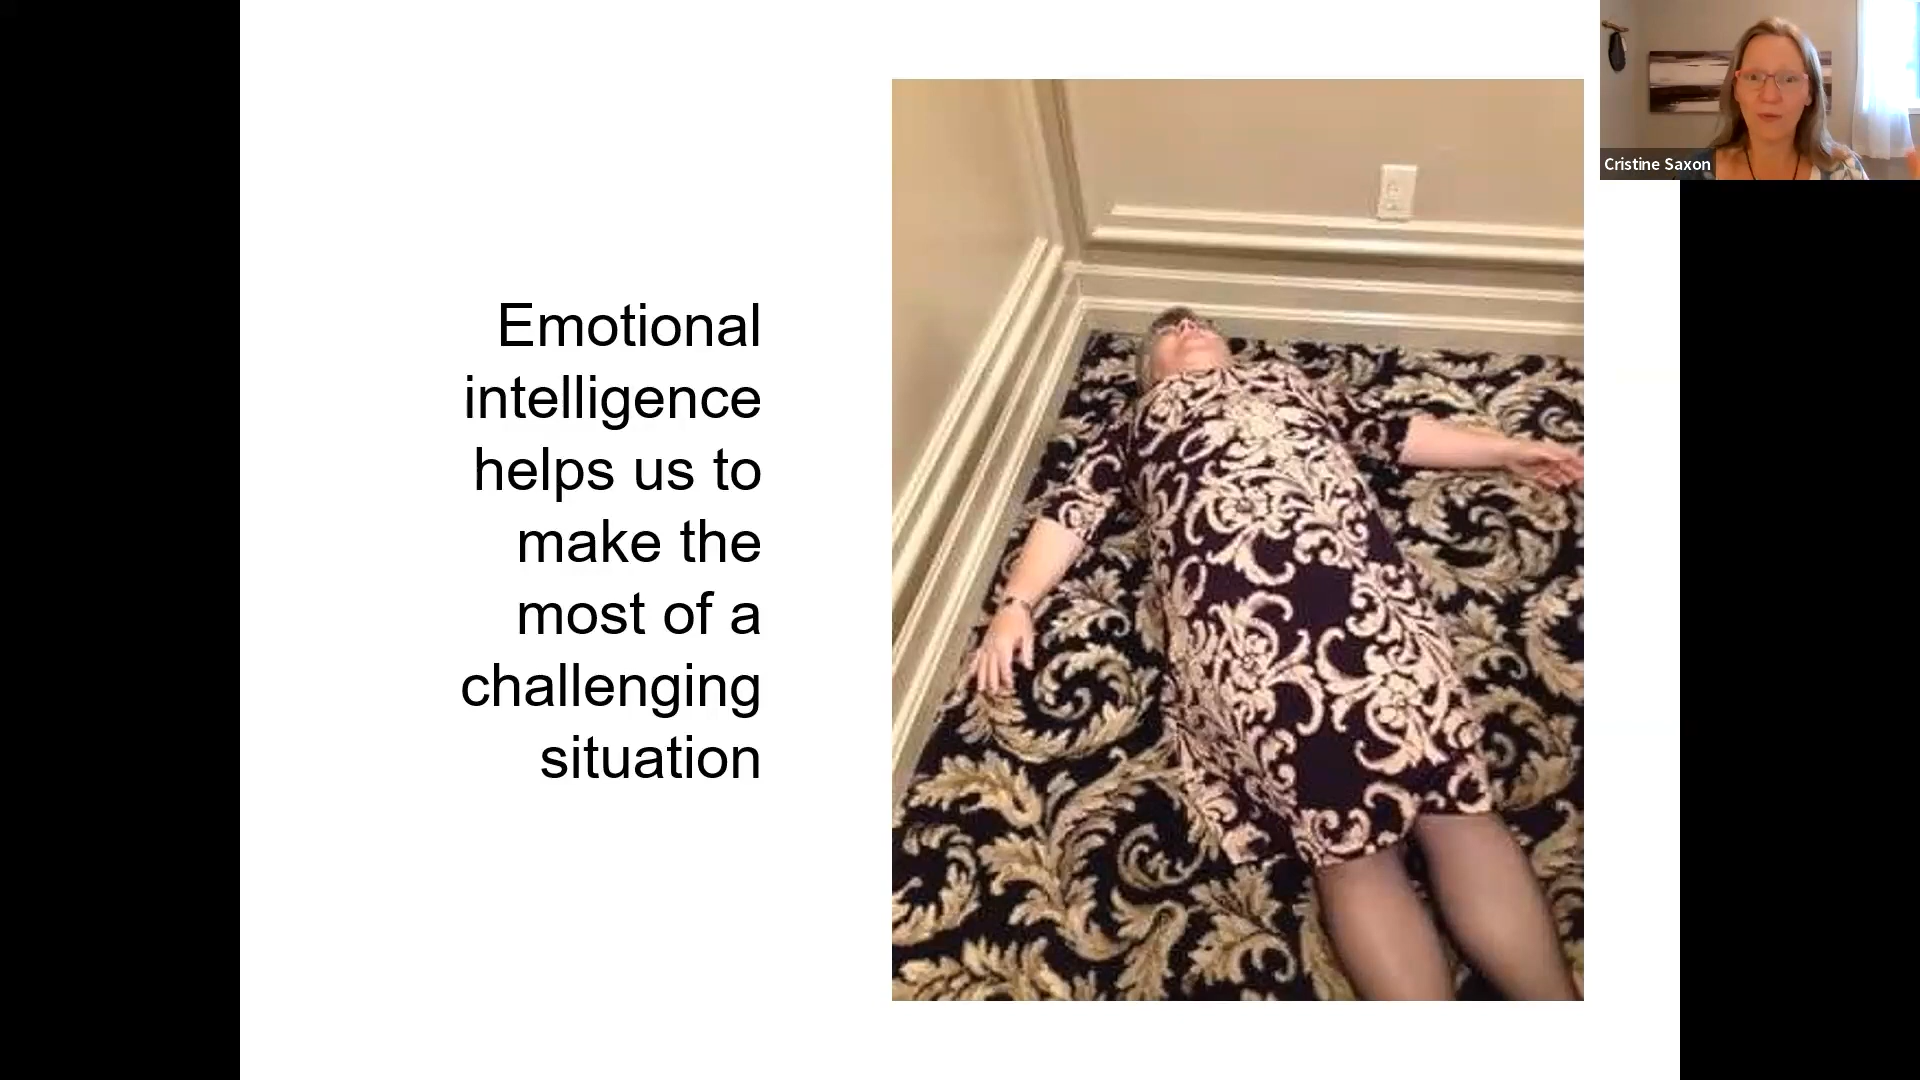 Emotional
intelligence
helps us to
make the
most of a
challenging
situation
Cristine Saxon